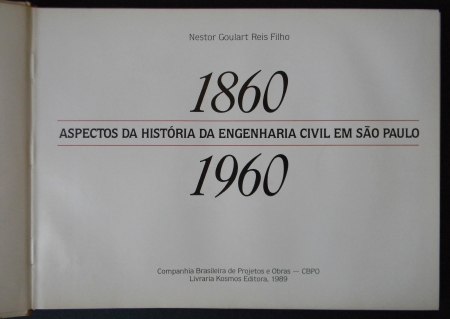 Nestor Goulart Reis Filho
1860
ASPECTOS DA HISTÓRIA DA ENGENHARIA CIVIL EM SÃO PAULO
1960
Companhia Brasileira de Projetos e Obras — CBPO
Livraria Kosmos Editora, 1989